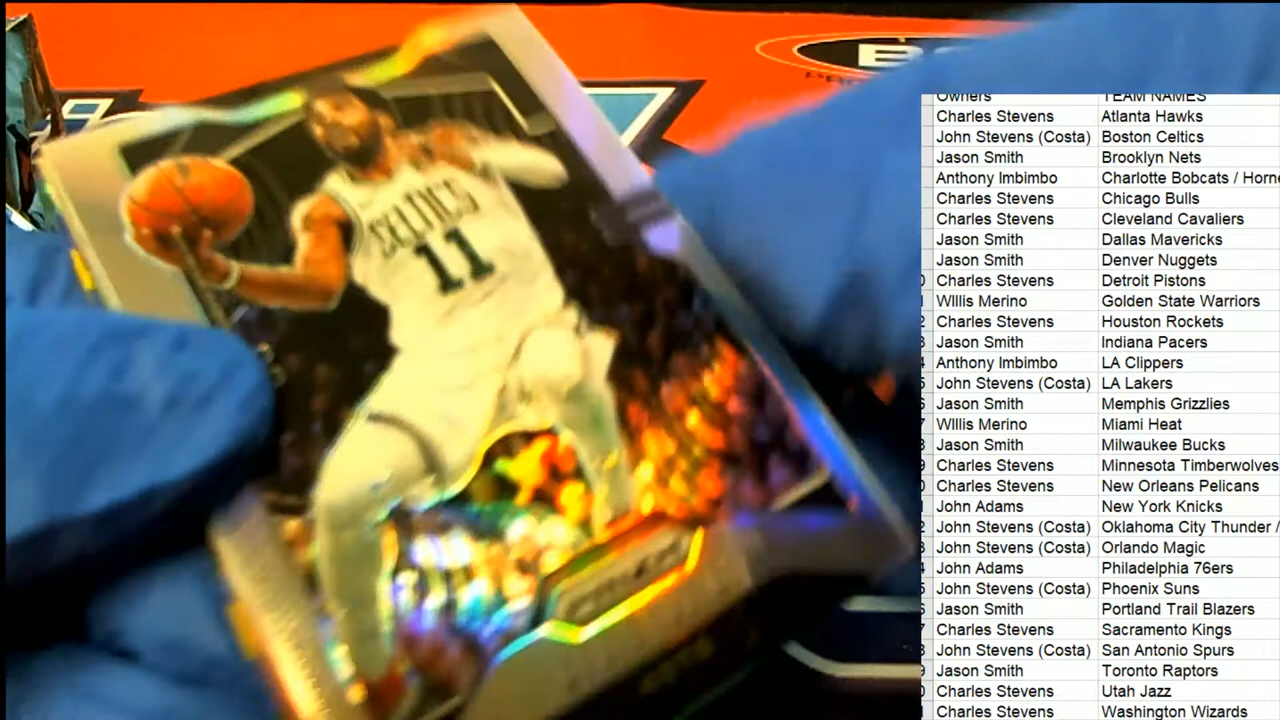 Owners TEAM NAMES
Charles Stevens Atlanta Hawks
John Stevens (Costa) Boston Celtics
Jason Smith Brooklyn Nets
Anthony Imbimbo Charlotte Bobcats / Horne
Charles Stevens Chicago Bulls
Charles Stevens Cleveland Cavaliers
Jason Smith Dallas Mavericks
Jason Smith Denver Nuggets
Charles Stevens Detroit Pistons
WIllis Merino Golden State Warriors
Charles Stevens Houston Rockets
Jason Smith Indiana Pacers
Anthony Imbimbo LA Clippers
John Stevens (Costa) LA Lakers
Jason Smith Memphis Grizzlies
WIllis Merino Miami Heat
Jason Smith Milwaukee Bucks
Charles Stevens Minnesota Timberwolves
Charles Stevens New Orleans Pelicans
John Adams New York Knicks
John Stevens (Costa) Oklahoma City Thunder /
John Stevens (Costa) Orlando Magic
John Adams Philadelphia 76ers
John Stevens (Costa) Phoenix Suns
Jason Smith Portland Trail Blazers
Charles Stevens Sacramento Kings
John Stevens (Costa) San Antonio Spurs
Jason Smith Toronto Raptors
Charles Stevens Utah Jazz
Charles Stevens Washington Wizards
CELTICS
11